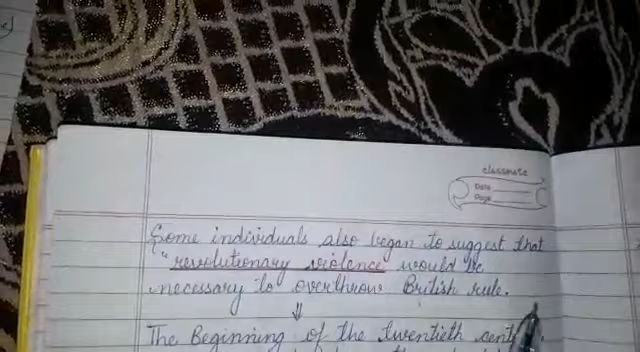 classmate
Date
Page
Some individuals also began to suggest that
"revolutionary violence" would be
necessary to overthrow British rule.
⇓
The Beginning of the twentieth